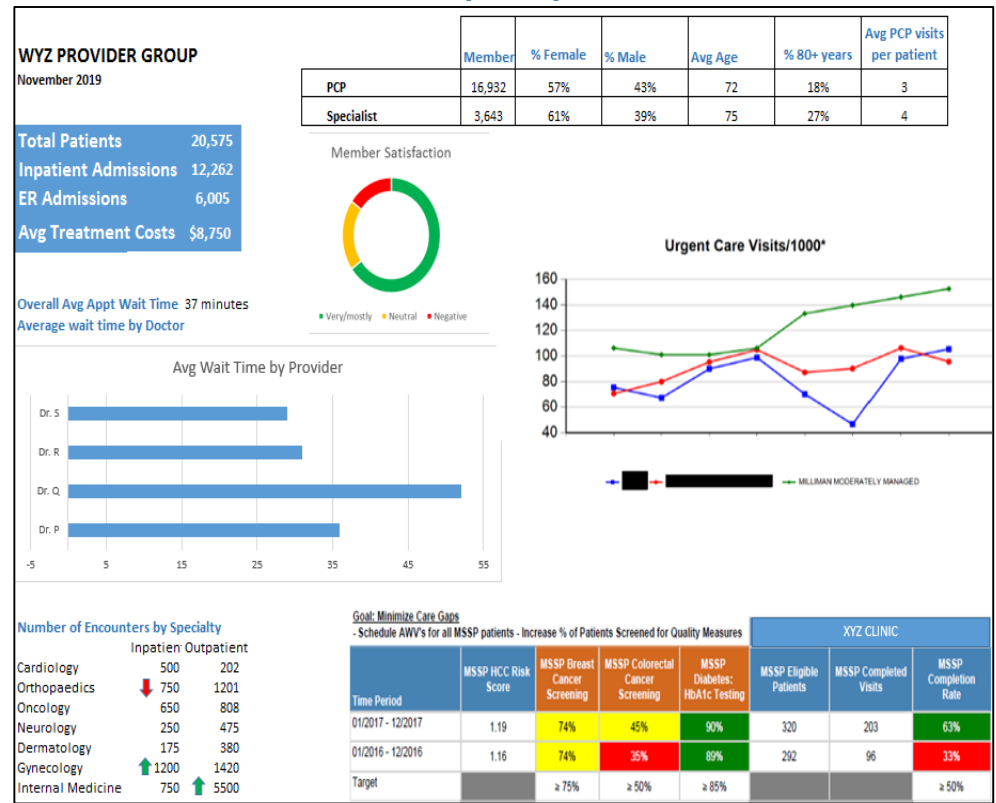 WYZ PROVIDER GROUP
November 2019
Member % Female % Male Avg Age % 80+ years Avg PCP visits per patient
PCP 16,932 57% 43% 72 18% 3
Specialist 3,643 61% 39% 75 27% 4
Total Patients 20,575
Inpatient Admissions 12,262
ER Admissions 6,005
Avg Treatment Costs $8,750
Member Satisfaction
Very/mostly Neutral Negative
Overall Avg Appt Wait Time 37 minutes
Average wait time by Doctor
Avg Wait Time by Provider
Dr. S
Dr. R
Dr. Q
Dr. P
-5 5 15 25 35 45 55
Urgent Care Visits/1000*
160
140
120
100
80
60
40
MILLIMAN MODERATELY MANAGED
Number of Encounters by Specialty
Inpatien Outpatient
Cardiology 500 202
Orthopaedics 750 1201
Oncology 650 808
Neurology 250 475
Dermatology 175 380
Gynecology 1200 1420
Internal Medicine 750 5500
Goal: Minimize Care Gaps
- Schedule AWV's for all MSSP patients - Increase % of Patients Screened for Quality Measures
XYZ CLINIC
Time Period MSSP HCC Risk Score MSSP Breast Cancer Screening MSSP Colorectal Cancer Screening MSSP Diabetes: HbA1c Testing MSSP Eligible Patients MSSP Completed Visits MSSP Completion Rate
01/2017 - 12/2017 1.19 74% 45% 90% 320 203 63%
01/2016 - 12/2016 1.16 74% 35% 89% 292 96 33%
Target ≥ 75% ≥ 50% ≥ 85% ≥ 50%